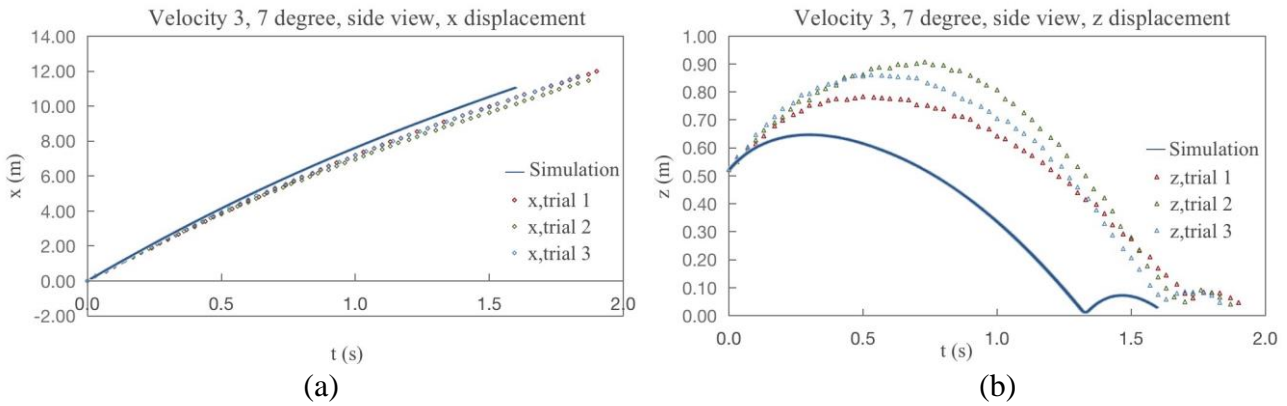 Velocity 3, 7 degree, side view, x displacement
14.00
12.00
10.00
8.00
6.00
4.00
2.00
0.00
-2.00
0.0
0.5
1.0
1.5
2.0
x (m)
t (s)
Simulation
x,trial 1
x,trial 2
x,trial 3
(a)
Velocity 3, 7 degree, side view, z displacement
1.00
0.90
0.80
0.70
0.60
0.50
0.40
0.30
0.20
0.10
0.00
0.0
0.5
1.0
1.5
2.0
z (m)
t (s)
Simulation
z,trial 1
z,trial 2
z,trial 3
(b)